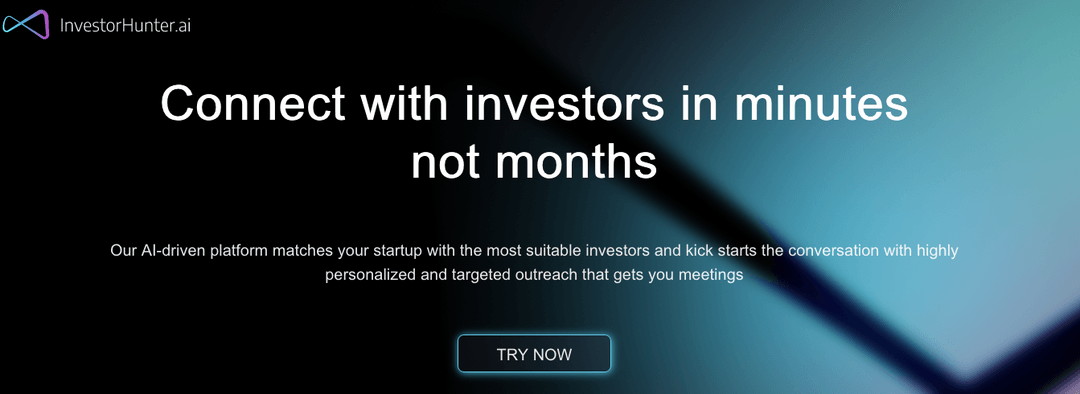 InvestorHunter.ai
Connect with investors in minutes
not months
Our AI-driven platform matches your startup with the most suitable investors and kick starts the conversation with highly
personalized and targeted outreach that gets you meetings
TRY NOW